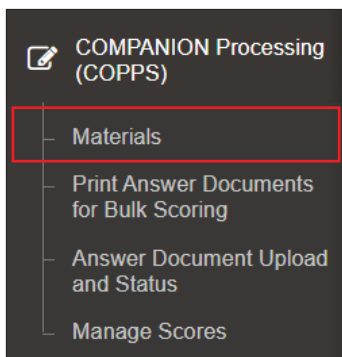 COMPANION Processing
(COPPS)
Materials
Print Answer Documents
for Bulk Scoring
Answer Document Upload
and Status
Manage Scores